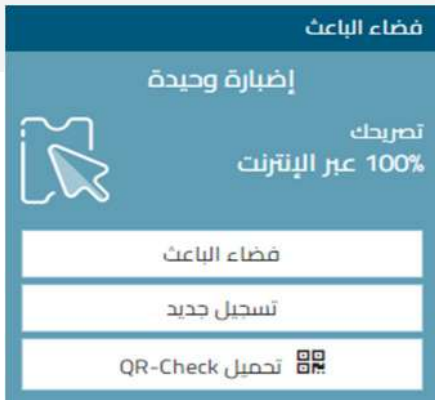 فضاء الباعث
إضبارة وحيدة
تصريحك
100% عبر الإنترنت
فضاء الباعث
تسجيل جديد
تحميل QR-Check